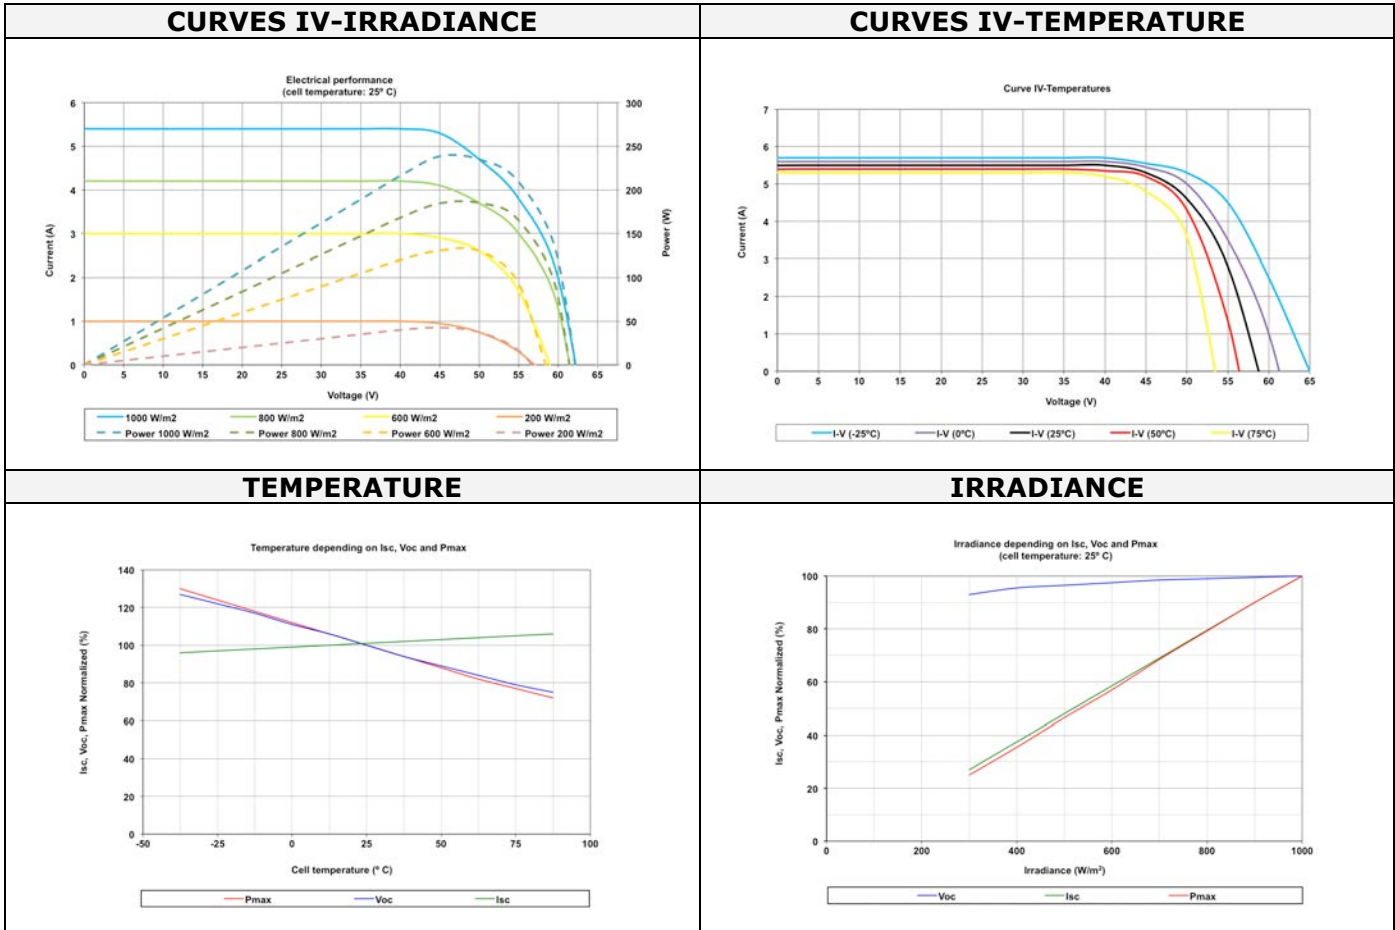 CURVES IV-IRRADIANCE
CURVES IV-TEMPERATURE
Electrical performance
(cell temperature: 25º C)
6
5
4
3
2
1
0
Current (A)
300
250
200
150
100
50
0
Power (W)
0 5 10 15 20 25 30 35 40 45 50 55 60 65
Voltage (V)
1000 W/m2 800 W/m2 600 W/m2 200 W/m2
Power 1000 W/m2 Power 800 W/m2 Power 600 W/m2 Power 200 W/m2
Curve IV-Temperatures
7
6
5
4
3
2
1
0
Current (A)
0 5 10 15 20 25 30 35 40 45 50 55 60 65
Voltage (V)
I-V (-25ºC) I-V (0ºC) I-V (25ºC) I-V (50ºC) I-V (75ºC)
TEMPERATURE
IRRADIANCE
Temperature depending on Isc, Voc and Pmax
140
120
100
80
60
40
20
0
Isc, Voc, Pmax Normalized (%)
-50 -25 0 25 50 75 100
Cell temperature (º C)
Pmax Voc Isc
Irradiance depending on Isc, Voc and Pmax
(cell temperature: 25º C)
100
80
60
40
20
0
Isc, Voc, Pmax Normalized (%)
0 200 400 600 800 1000
Irradiance (W/m²)
Voc Isc Pmax